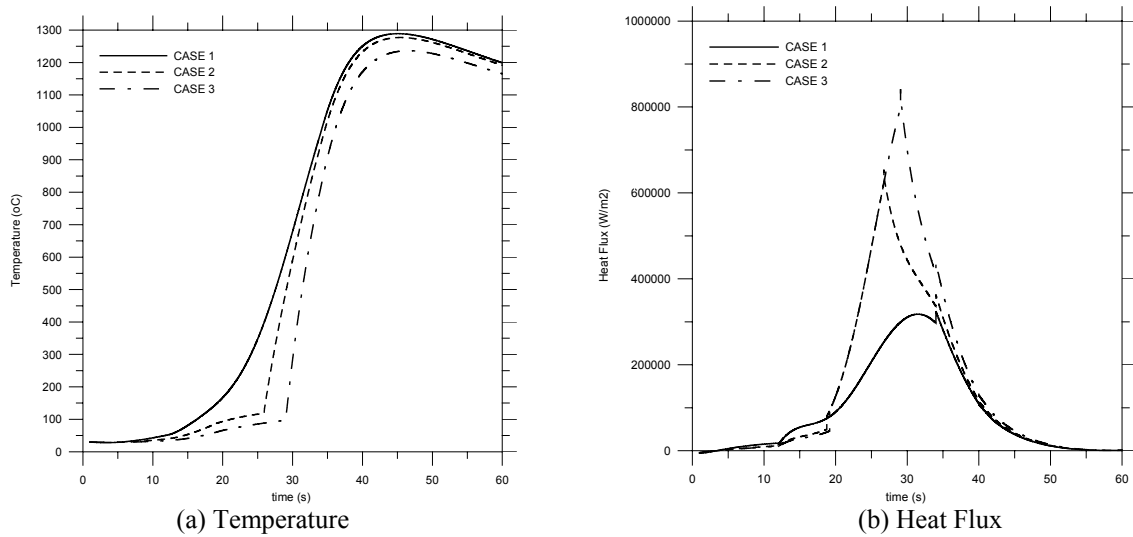 1300
1200
1100
1000
900
800
700
600
500
400
300
200
100
0
Temperature (oC)
CASE 1
CASE 2
CASE 3
0 10 20 30 40 50 60
time (s)
(a) Temperature
1000000
800000
600000
400000
200000
0
Heat Flux (W/m2)
CASE 1
CASE 2
CASE 3
0 10 20 30 40 50 60
time (s)
(b) Heat Flux